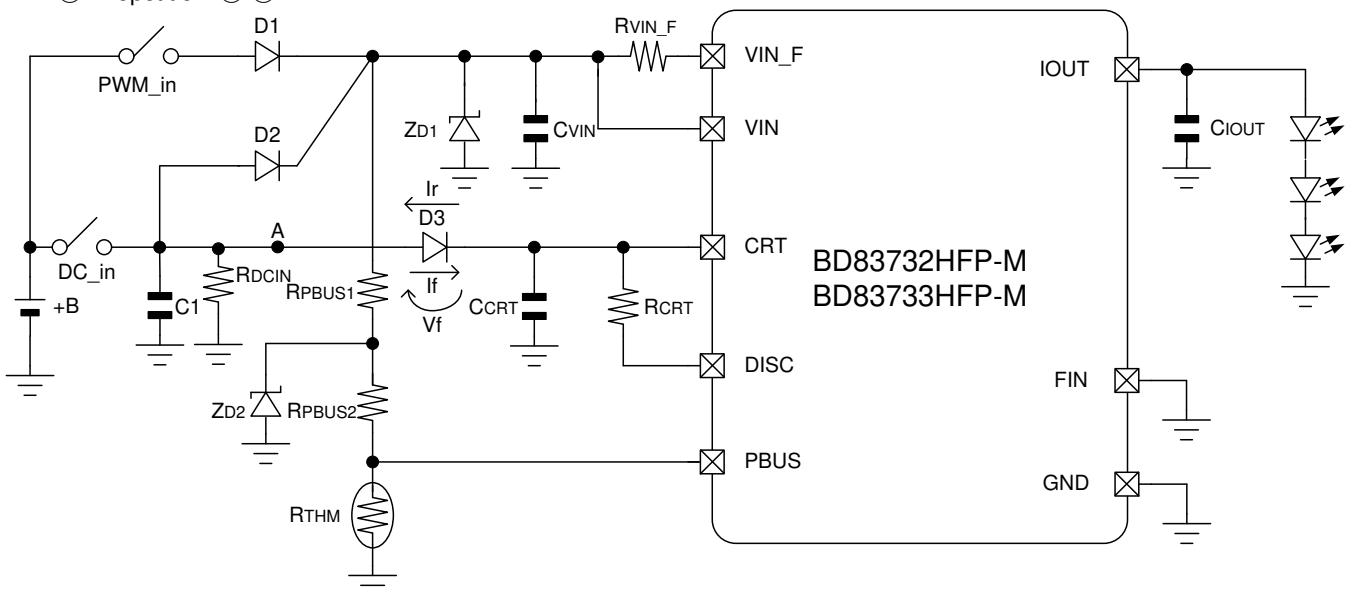 D1
RVIN_F
VIN_F
IOUT
PWM_in
ZD1
CVIN
VIN
CIOUT
D2
Ir
D3
A
CRT
BD83732HFP-M
BD83733HFP-M
DC_in
RDCIN
RPBUS1
If
Vf
CCRT
RCRT
+B
C1
DISC
FIN
ZD2
RPBUS2
PBUS
GND
RTHM